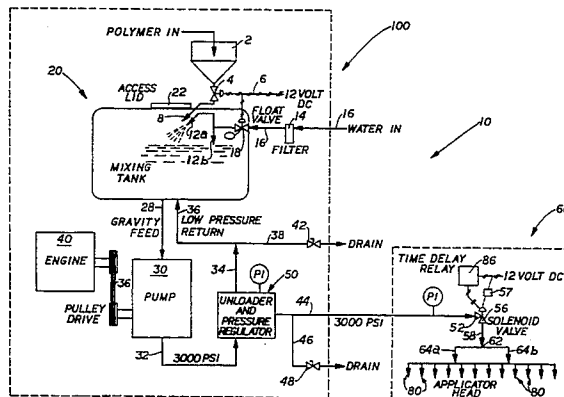 POLYMER IN
2
100
20
ACCESS
LID
22
4
6
12 VOLT
DC
8
FLOAT
VALVE
14
16
WATER IN
12a
16
FILTER
12b
18
10
MIXING
TANK
28
36
GRAVITY
FEED
LOW PRESSURE
RETURN
42
38
DRAIN
40
ENGINE
30
PUMP
36
34
PI
50
UNLOADER
AND PRESSURE
REGULATOR
44
3000 PSI
PI
46
PULLEY
DRIVE
32
3000 PSI
48
DRAIN
86
TIME DELAY
RELAY
12 VOLT DC
57
56
52
SOLENOID
VALVE
58
62
64a
64b
80
APPLICATOR
HEAD
80